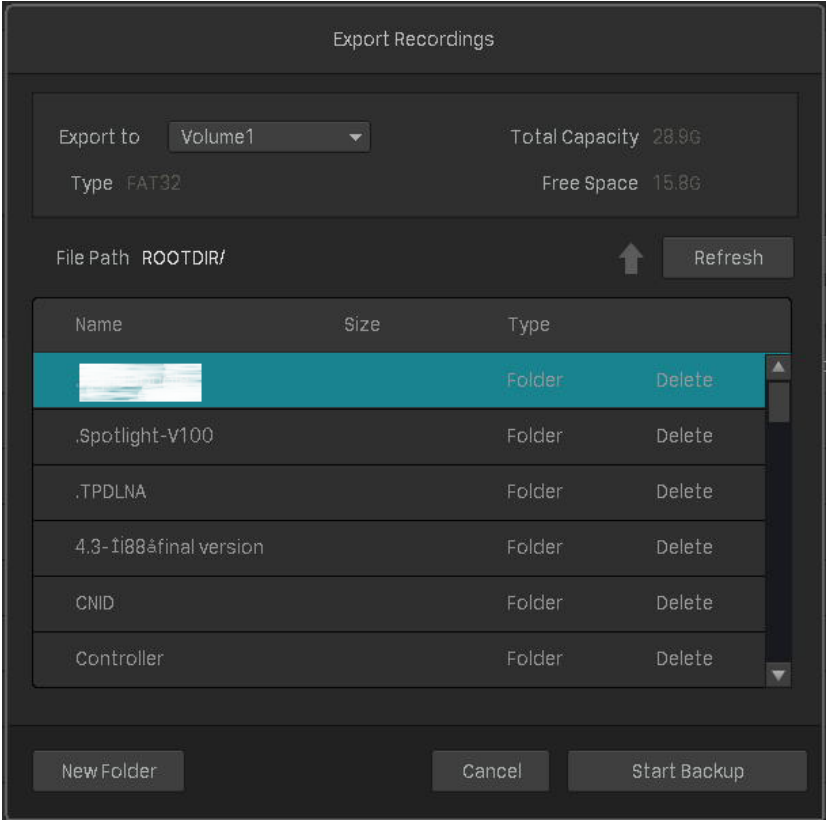 Export Recordings
Export to Volume1 Total Capacity 28.9G
Type FAT32 Free Space 15.8G
File Path ROOTDIR/ Refresh
Name Size Type
Folder Delete
.Spotlight-V100 Folder Delete
.TPDLNA Folder Delete
4.3-Îì88åfinal version Folder Delete
CNID Folder Delete
Controller Folder Delete
New Folder Cancel Start Backup